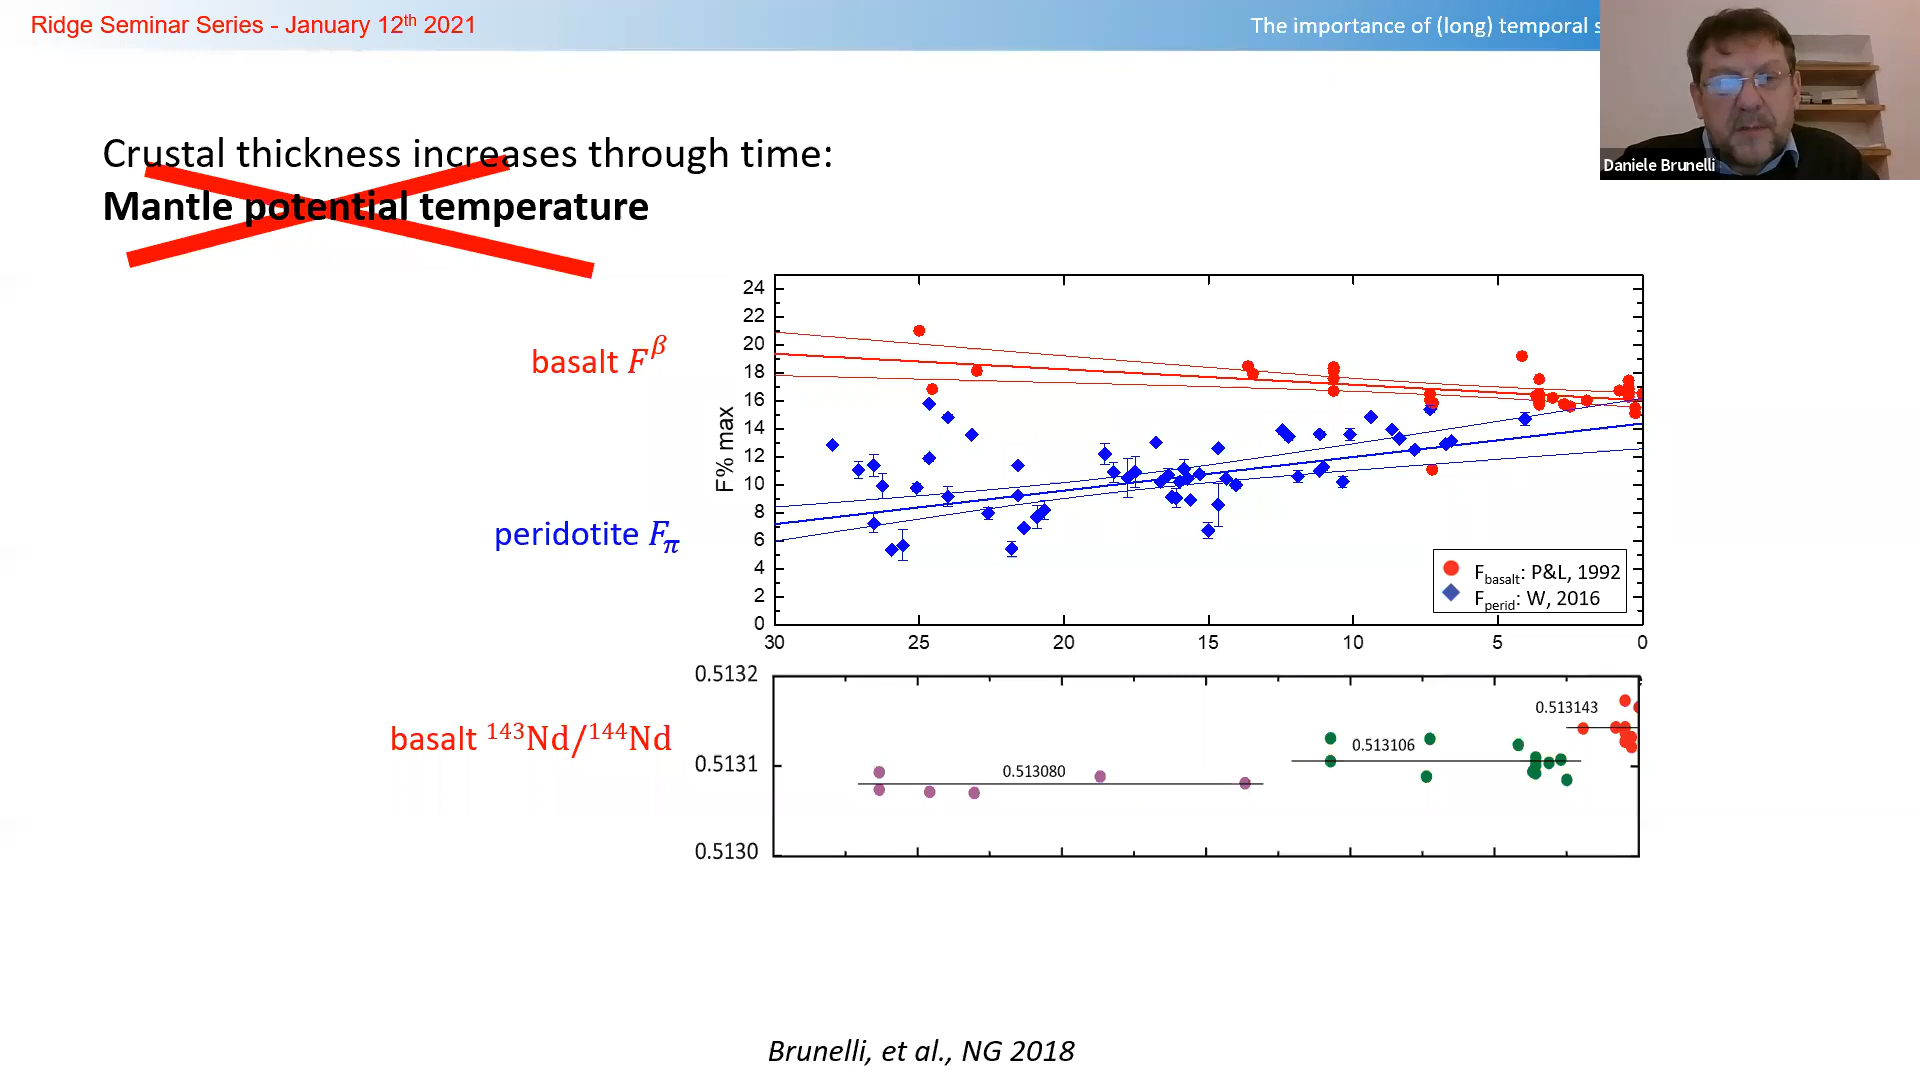 Ridge Seminar Series - January 12th 2021
The importance of (long) temporal s
Daniele Brunelli
Crustal thickness increases through time:
Mantle potential temperature
basalt F^β
peridotite F_π
F% max
24
22
20
18
16
14
12
10
8
6
4
2
0
30 25 20 15 10 5 0
F_basalt: P&L, 1992
F_perid: W, 2016
basalt ¹⁴³Nd/¹⁴⁴Nd
0.5132
0.5131
0.5130
0.513080
0.513106
0.513143
Brunelli, et al., NG 2018